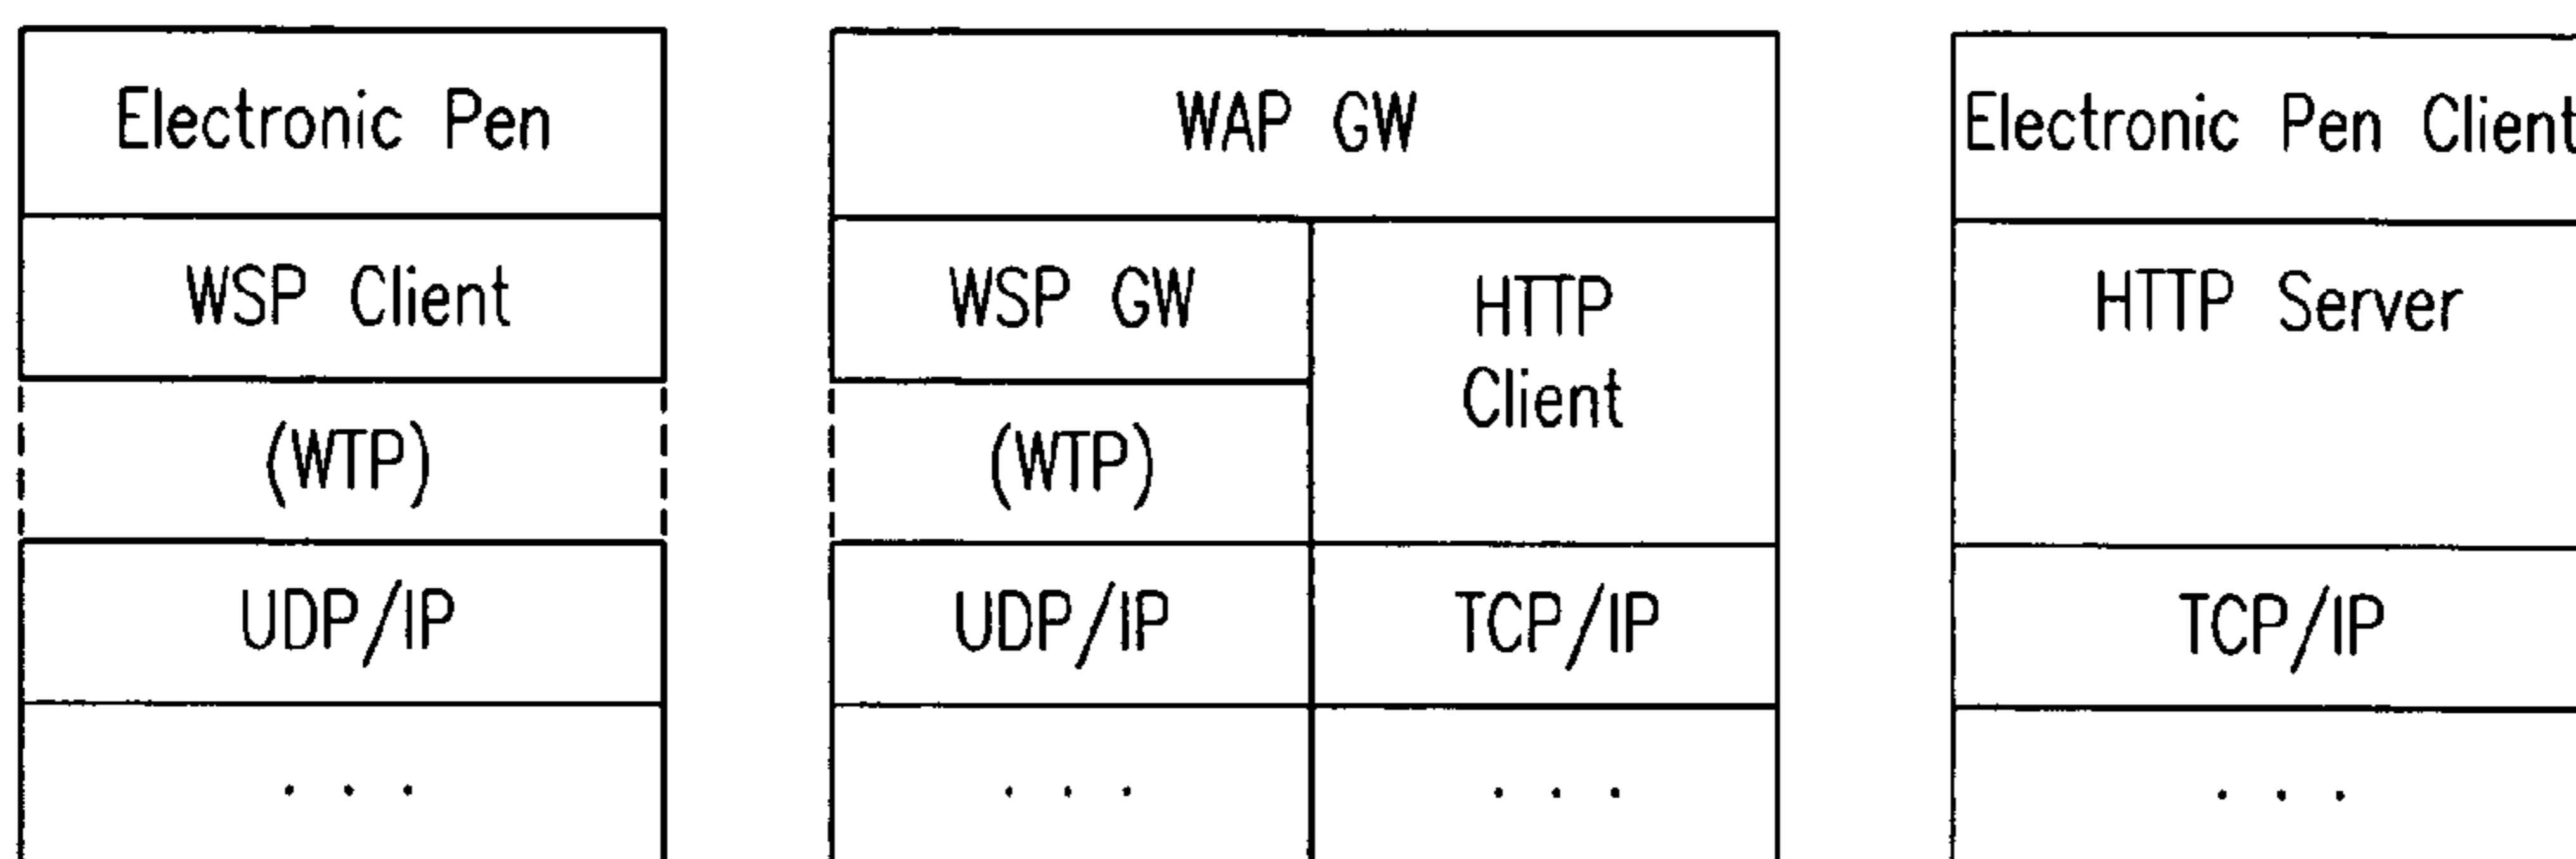 Electronic Pen
WSP Client
(WTP)
UDP/IP
. . .
WAP GW
WSP GW
(WTP)
UDP/IP
. . .
HTTP
Client
TCP/IP
. . .
Electronic Pen Client
HTTP Server
TCP/IP
. . .